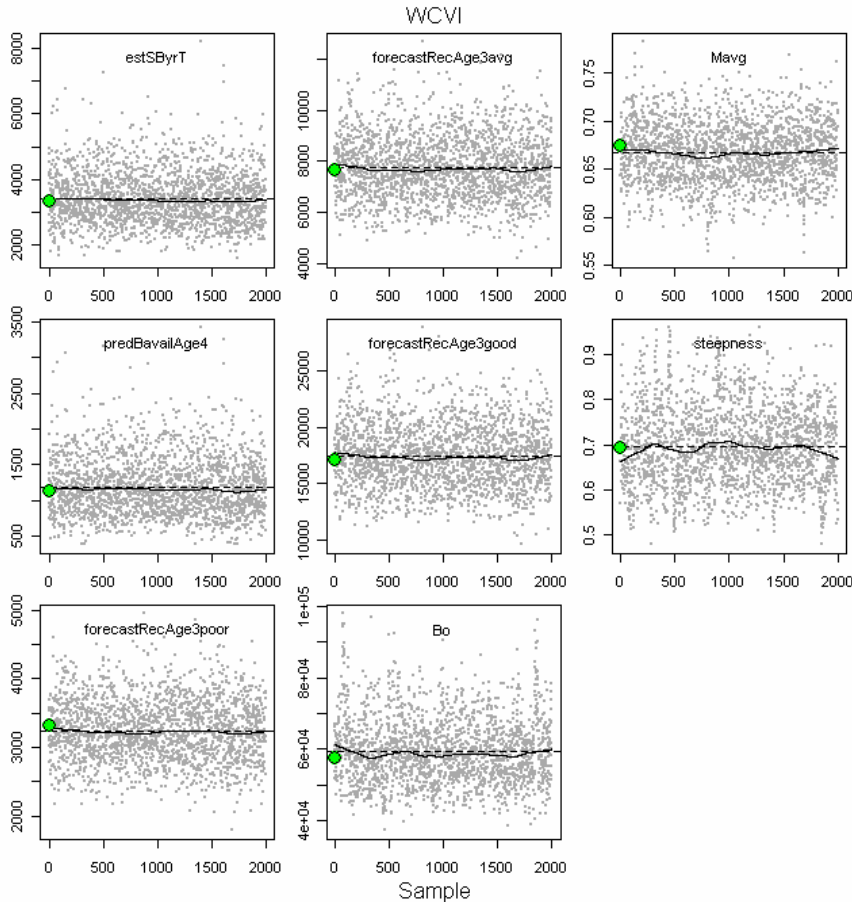 WCVI
estSByrT
2000 4000 6000 8000
0 500 1000 1500 2000
forecastRecAge3avg
4000 6000 8000 10000
0 500 1000 1500 2000
Mavg
0.55 0.60 0.65 0.70 0.75
0 500 1000 1500 2000
predBavailAge4
500 1500 2500 3500
0 500 1000 1500 2000
forecastRecAge3good
10000 15000 20000 25000
0 500 1000 1500 2000
steepness
0.5 0.6 0.7 0.8 0.9
0 500 1000 1500 2000
forecastRecAge3poor
2000 3000 4000 5000
0 500 1000 1500 2000
Bo
4e+04 6e+04 8e+04 1e+05
0 500 1000 1500 2000
Sample